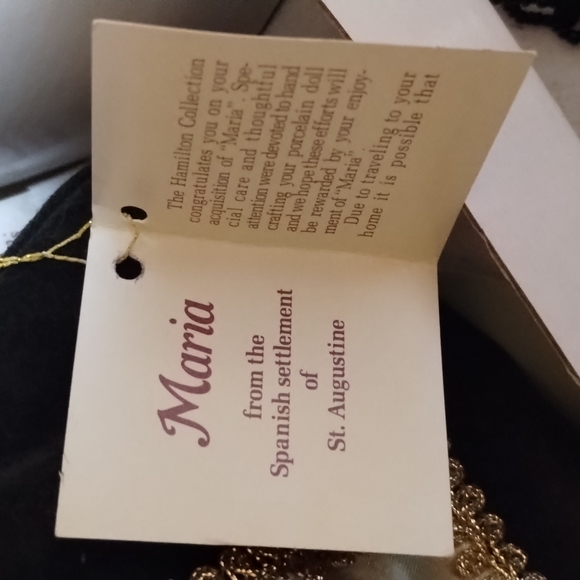 The Hamilton Collection
congratulates you on your
acquisition of "Maria". Spe-
cial care and thoughtful
attention were devoted to hand
crafting your porcelain doll
and we hope these efforts will
be rewarded by your enjoy-
ment of "Maria".
Due to traveling to your
home it is possible that
Maria
from the
Spanish settlement
of
St. Augustine